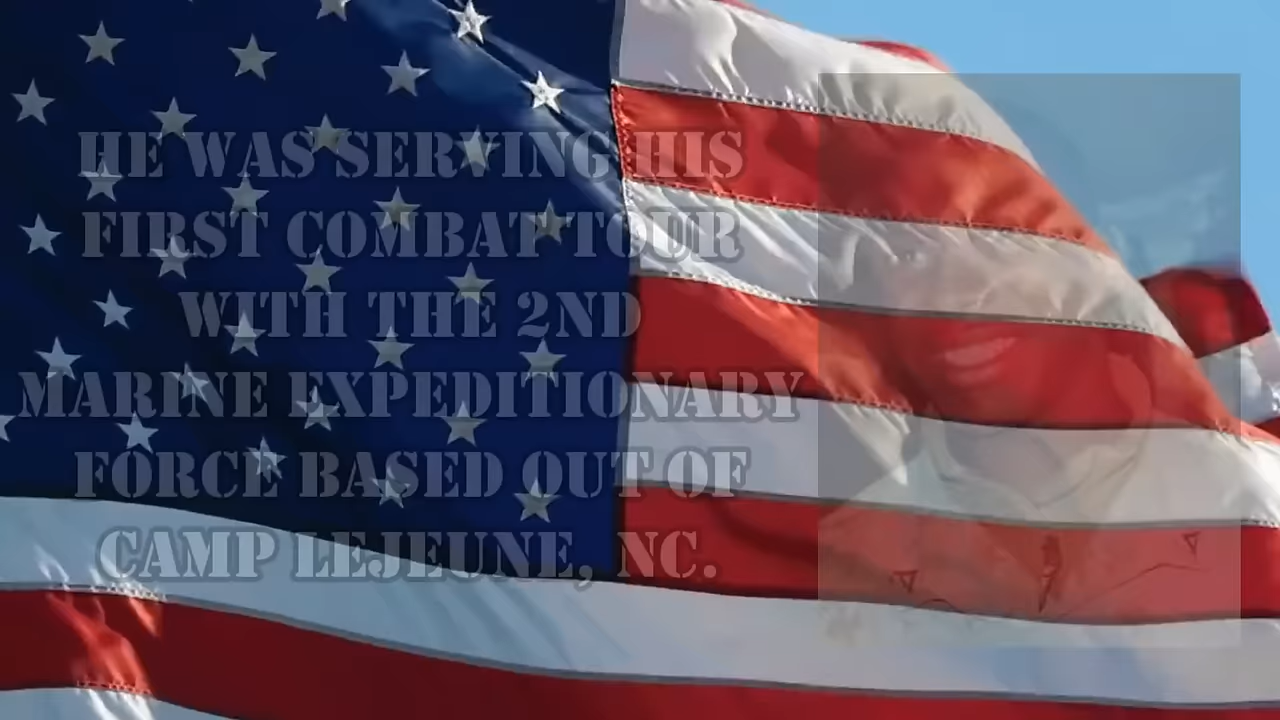 HE WAS SERVING HIS
FIRST COMBAT TOUR
WITH THE 2ND
MARINE EXPEDITIONARY
FORCE BASED OUT OF
CAMP LEJEUNE, NC.